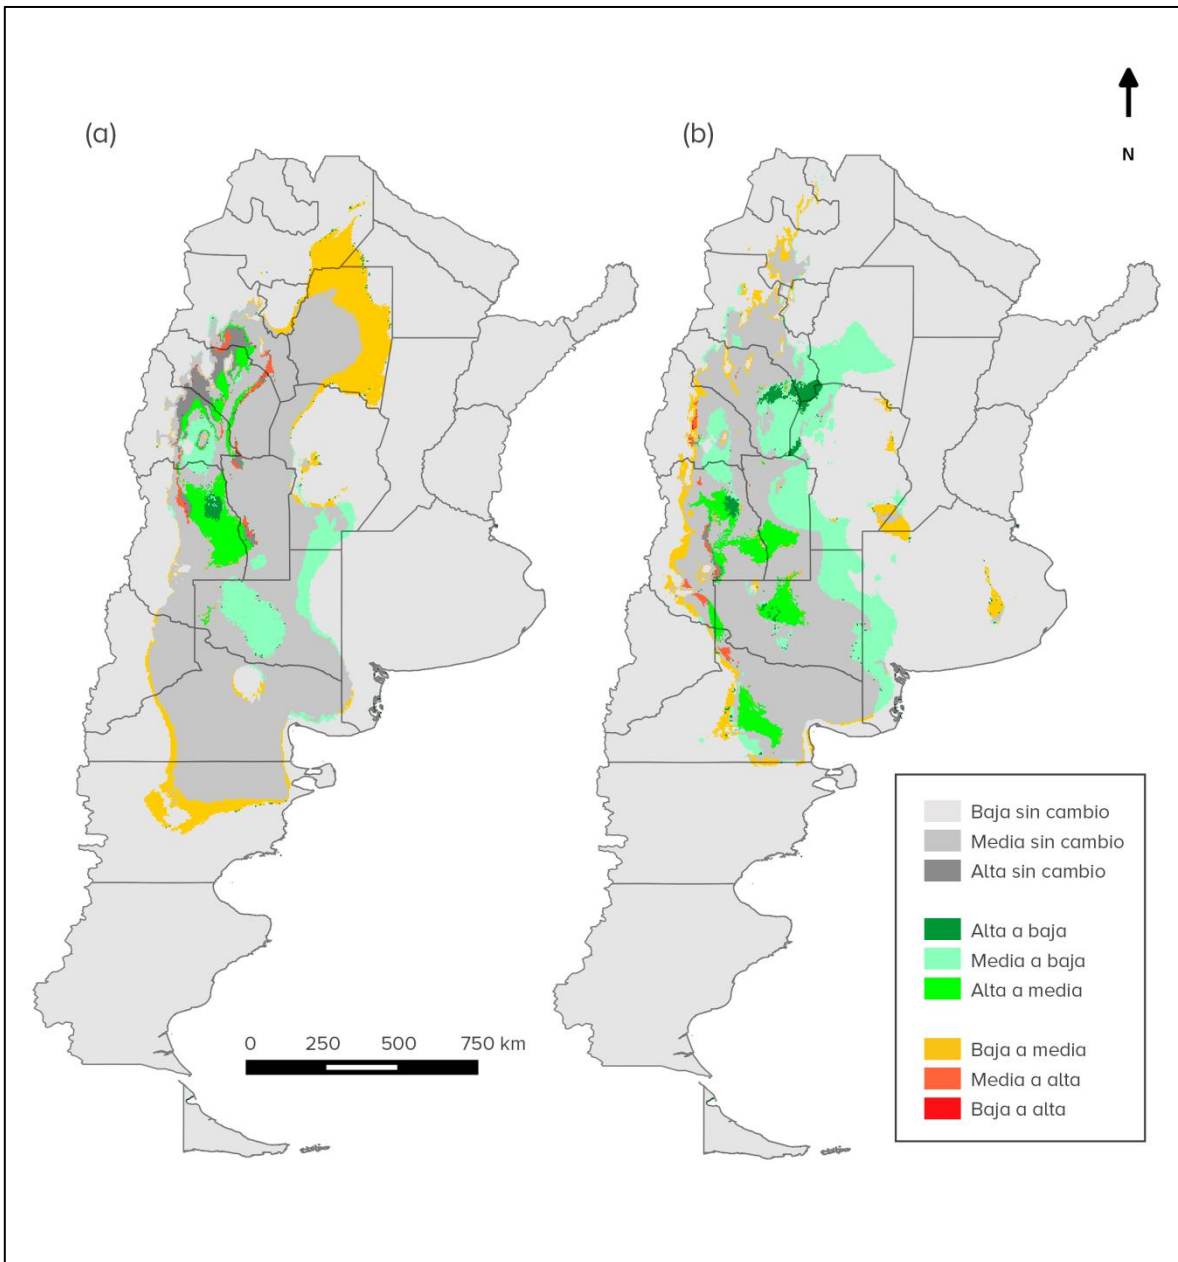 (a)
(b)
N
Baja sin cambio
Media sin cambio
Alta sin cambio
Alta a baja
Media a baja
Alta a media
Baja a media
Media a alta
Baja a alta
0 250 500 750 km